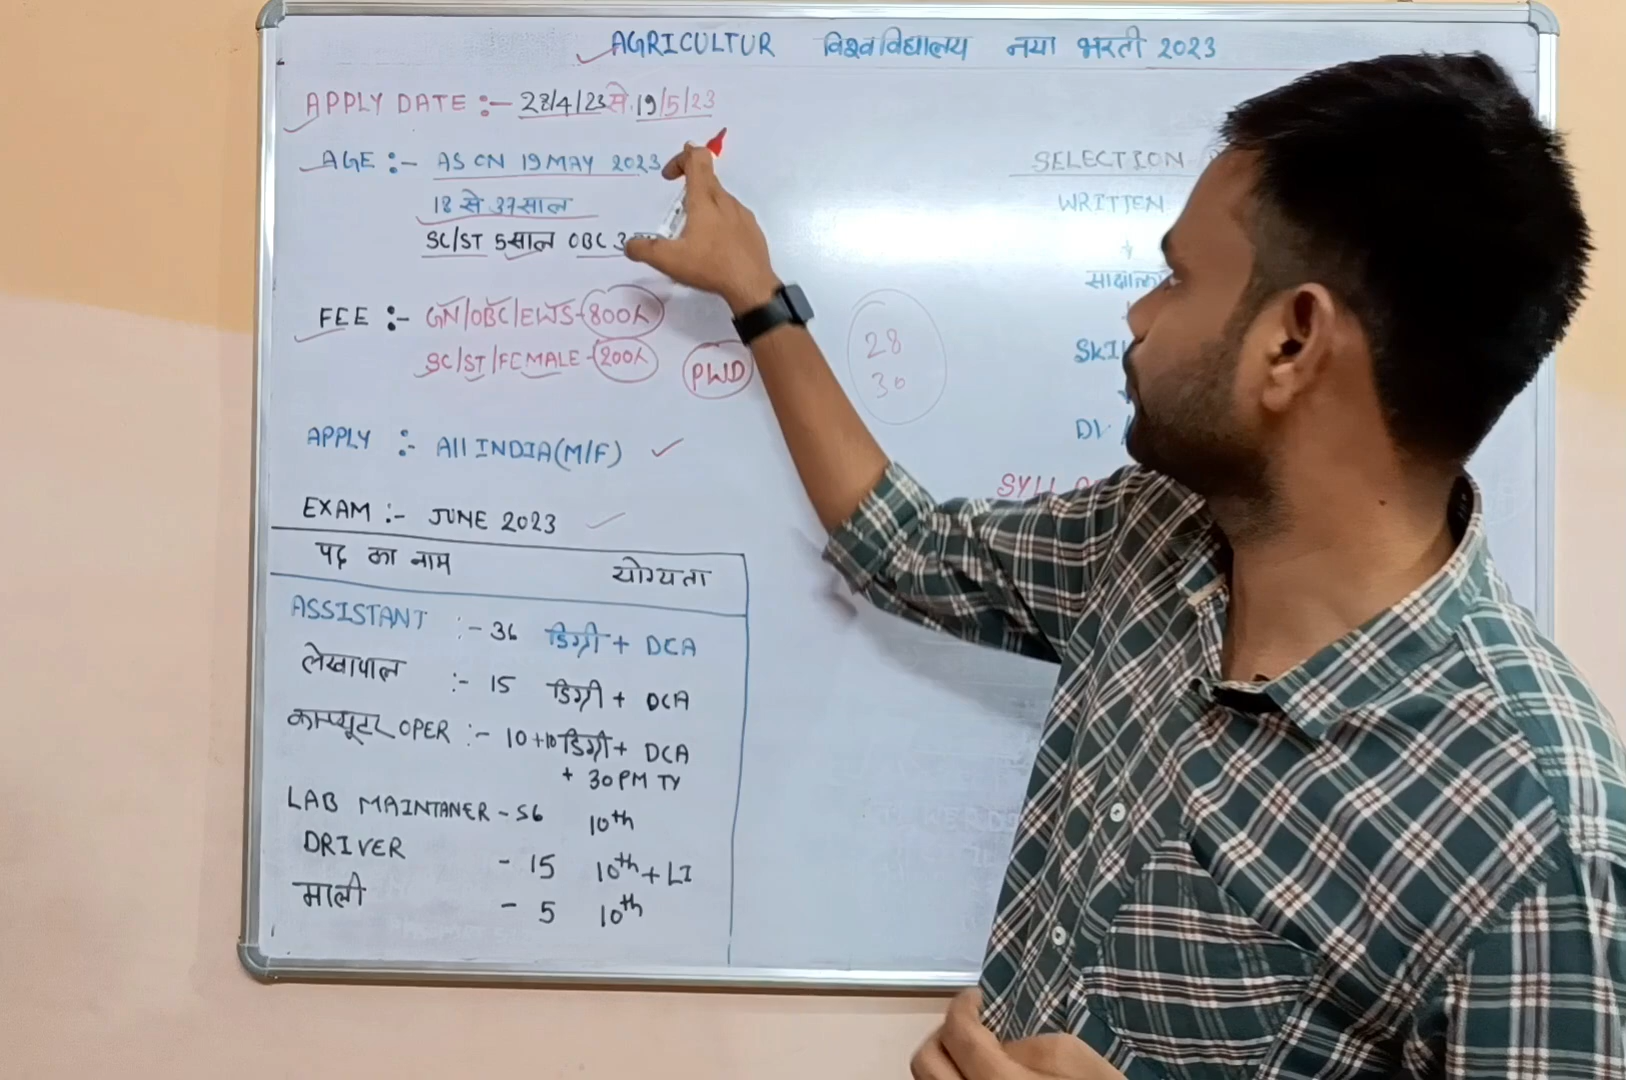 AGRICULTUR विश्वविद्यालय नया भरती 2023
APPLY DATE :- 28/4/23 से 19/5/23
AGE :- AS ON 19 MAY 2023
18 से 37 साल
SC/ST 5 साल OBC 3
FEE :- GN/OBC/EWS - 800/-
SC/ST/FEMALE - 200/-
PWD
APPLY :- All INDIA (M/F)
EXAM :- JUNE 2023
पद का नाम योग्यता
ASSISTANT :- 36 डिग्री + DCA
लेखापाल :- 15 डिग्री + DCA
काम्प्यूटर OPER :- 10+10 डिग्री + DCA
+ 30 PM TY
LAB MAINTANER - 56 10th
DRIVER - 15 10th + LI
माली - 5 10th
28
30
SELECTION
WRITTEN
+
SKIL
DV